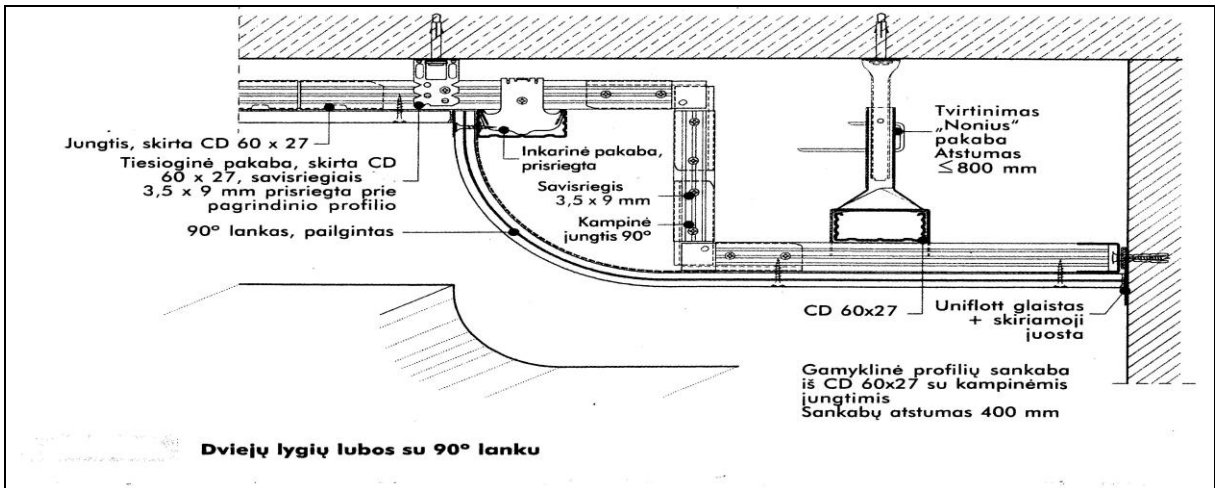 Jungtis, skirta CD 60 x 27
Tiesioginė pakaba, skirta CD
60 x 27, savisriegiais
3,5 x 9 mm prisriegta prie
pagrindinio profilio
90° lankas, pailgintas
Inkarinė pakaba,
prisriegta
Savisriegis
3,5 x 9 mm
Kampinė
jungtis 90°
Tvirtinimas
„Nonius”
pakaba
Atstumas
≤800 mm
CD 60x27
Uniflott glaistas
+ skiriamoji
juosta
Gamyklinė profilių sankaba
iš CD 60x27 su kampinėmis
jungtimis
Sankabų atstumas 400 mm
Dviejų lygių lubos su 90° lanku